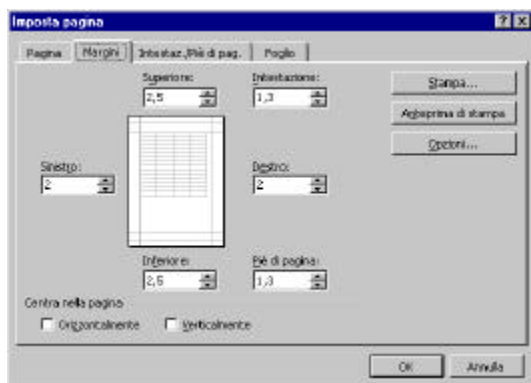 Imposta pagina
Pagina Margini Intestaz./Piè di pag. Foglio
Superiore: Intestazione:
2,5 1,3
Stampa...
Anteprima di stampa
Opzioni...
Sinistro: Destro:
2 2
Inferiore: Piè di pagina:
2,5 1,3
Centra nella pagina
Orizzontalmente Verticalmente
OK Annulla